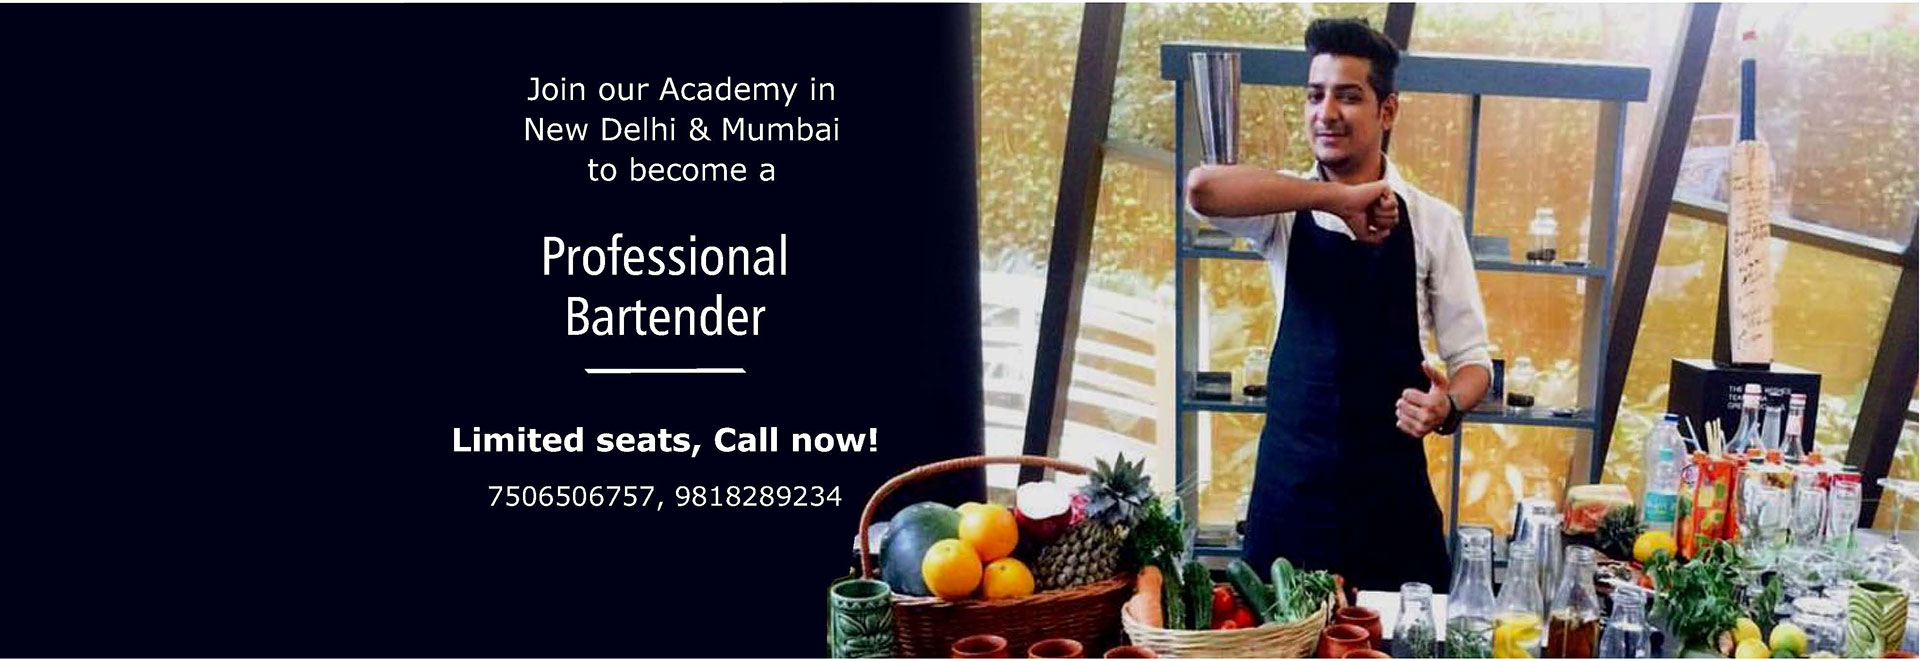 Join our Academy in
New Delhi & Mumbai
to become a
Professional
Bartender
Limited seats, Call now!
7506506757, 9818289234